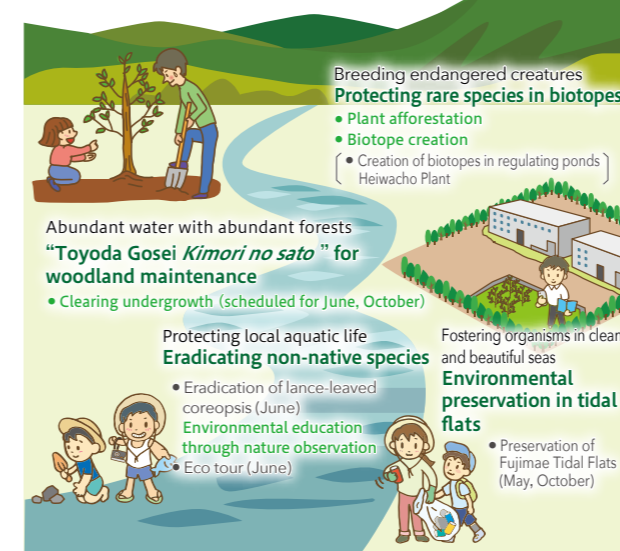 Breeding endangered creatures
Protecting rare species in biotopes
• Plant afforestation
• Biotope creation
• Creation of biotopes in regulating ponds
Heiwacho Plant
Abundant water with abundant forests
“Toyoda Gosei Kimori no sato ” for
woodland maintenance
• Clearing undergrowth (scheduled for June, October)
Protecting local aquatic life
Eradicating non-native species
• Eradication of lance-leaved
coreopsis (June)
Environmental education
through nature observation
• Eco tour (June)
Fostering organisms in clean
and beautiful seas
Environmental
preservation in tidal
flats
• Preservation of
Fujimae Tidal Flats
(May, October)